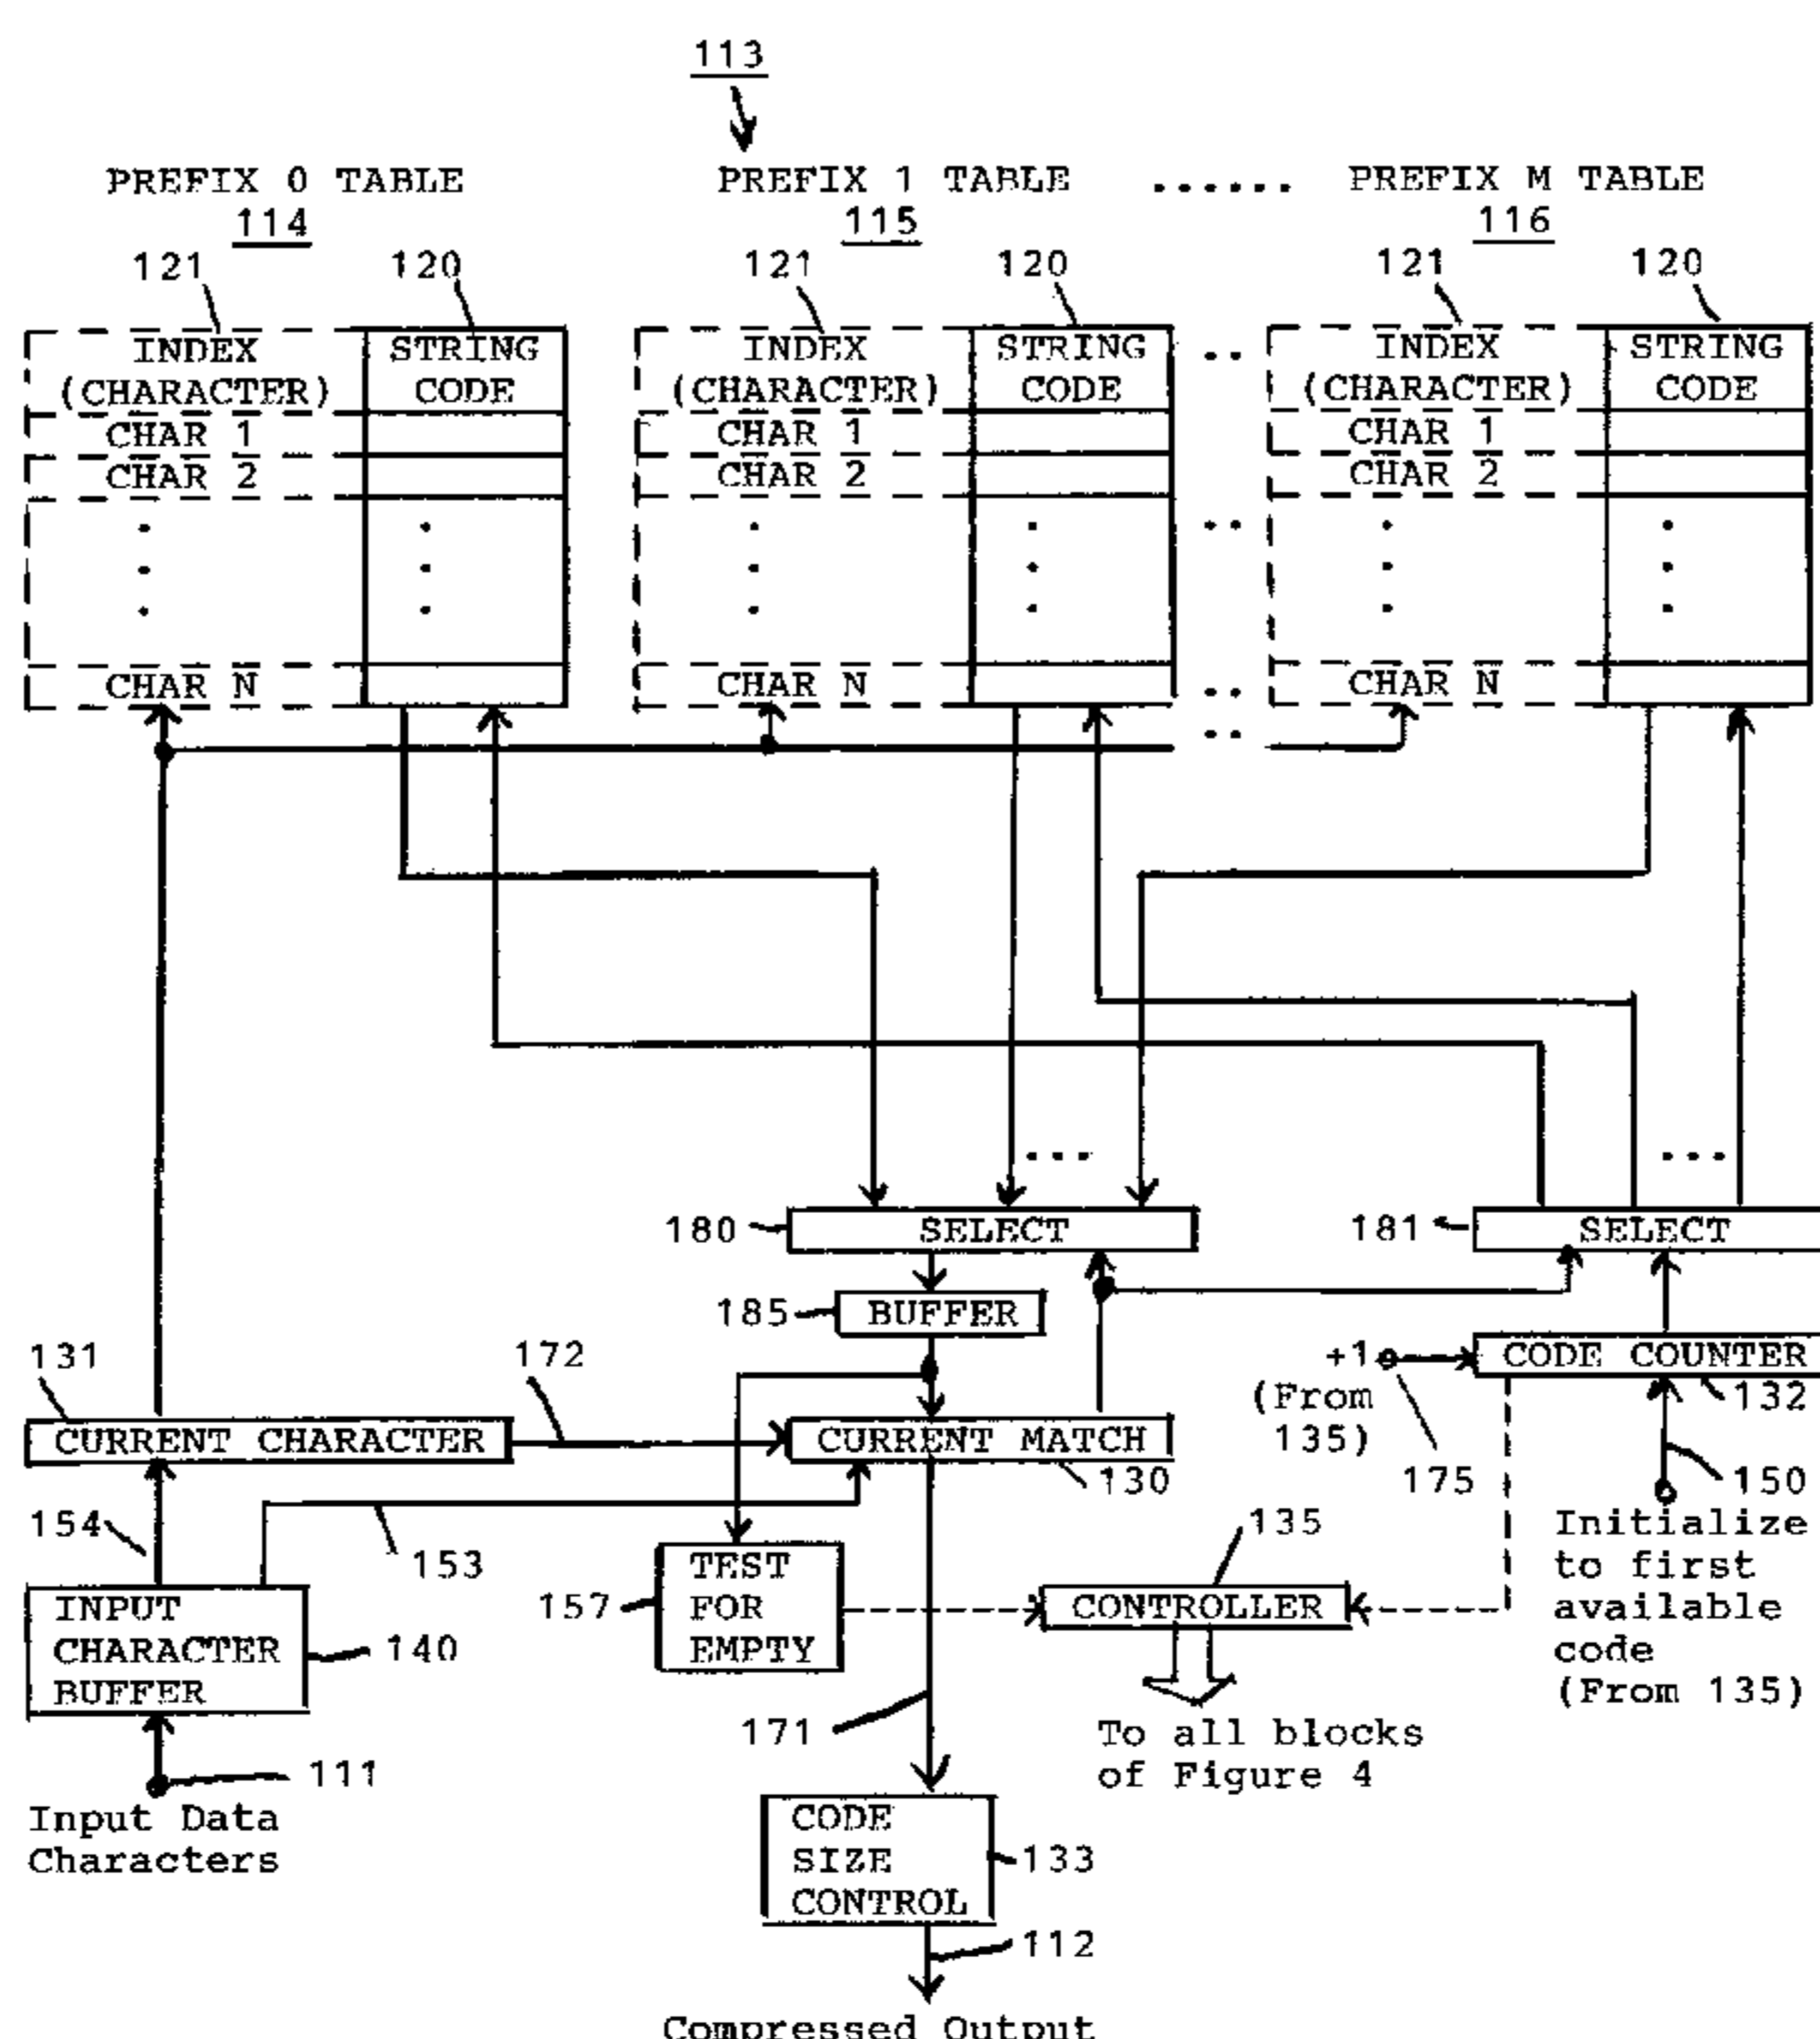 113
PREFIX 0 TABLE
PREFIX 1 TABLE
......
PREFIX M TABLE
114
115
116
121
120
121
120
121
120
INDEX
(CHARACTER)
STRING
CODE
INDEX
(CHARACTER)
STRING
CODE
..
INDEX
(CHARACTER)
STRING
CODE
CHAR 1
CHAR 1
CHAR 1
CHAR 2
CHAR 2
CHAR 2
CHAR N
CHAR N
CHAR N
...
...
180
SELECT
181
SELECT
185
BUFFER
131
172
+1
(From
135)
CODE COUNTER
132
CURRENT CHARACTER
CURRENT MATCH
130
175
150
154
153
135
Initialize
to first
available
code
(From 135)
INPUT
CHARACTER
BUFFER
140
157
TEST
FOR
EMPTY
CONTROLLER
171
To all blocks
of Figure 4
111
Input Data
Characters
CODE
SIZE
CONTROL
133
112
Compressed Output